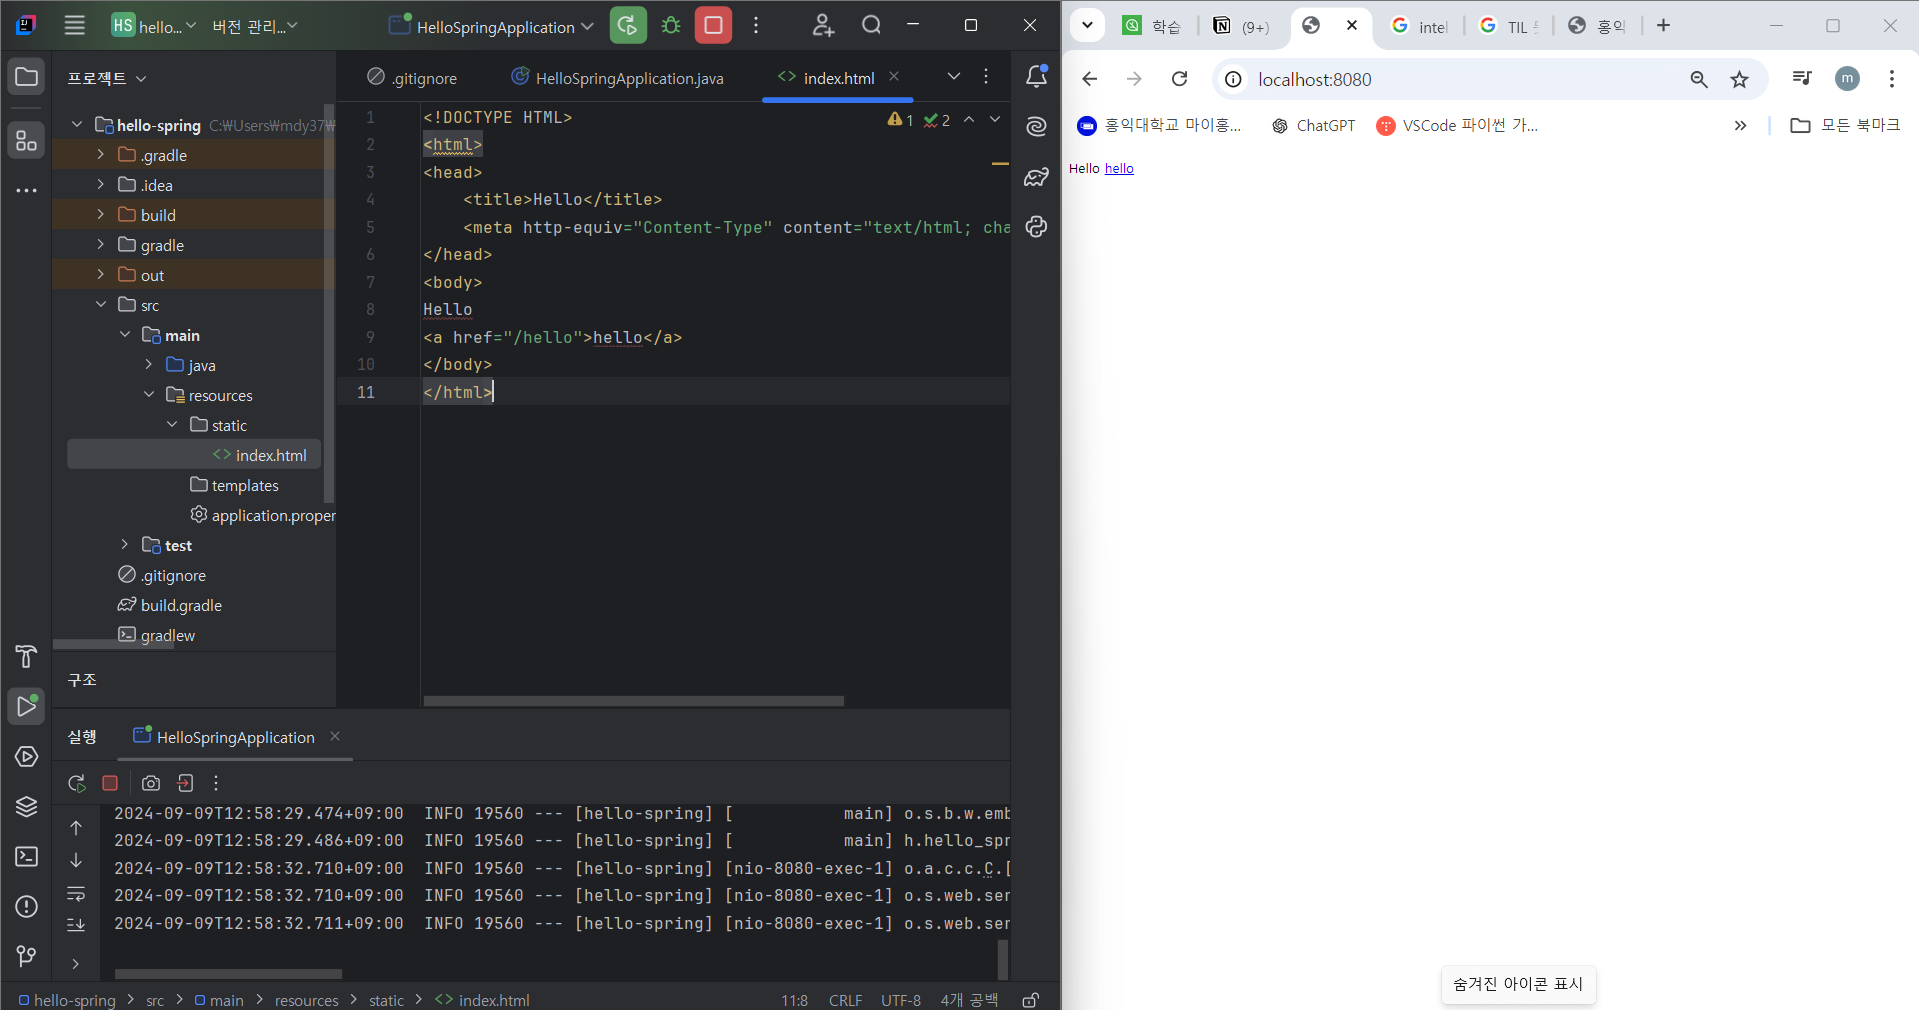 HS hello... 버전 관리... HelloSpringApplication
프로젝트
hello-spring C:₩Users₩mdy37₩
.gradle
.idea
build
gradle
out
src
main
java
resources
static
index.html
templates
application.proper
test
.gitignore
build.gradle
gradlew
구조
.gitignore HelloSpringApplication.java index.html
1 <!DOCTYPE HTML>
2 <html>
3 <head>
4 <title>Hello</title>
5 <meta http-equiv="Content-Type" content="text/html; cha
6 </head>
7 <body>
8 Hello
9 <a href="/hello">hello</a>
10 </body>
11 </html>
1 2
실행 HelloSpringApplication
2024-09-09T12:58:29.474+09:00 INFO 19560 --- [hello-spring] [ main] o.s.b.w.emb
2024-09-09T12:58:29.486+09:00 INFO 19560 --- [hello-spring] [ main] h.hello_spr
2024-09-09T12:58:32.710+09:00 INFO 19560 --- [hello-spring] [nio-8080-exec-1] o.a.c.c.C.[
2024-09-09T12:58:32.710+09:00 INFO 19560 --- [hello-spring] [nio-8080-exec-1] o.s.web.ser
2024-09-09T12:58:32.711+09:00 INFO 19560 --- [hello-spring] [nio-8080-exec-1] o.s.web.ser
hello-spring > src > main > resources > static > index.html 11:8 CRLF UTF-8 4개 공백
학습 (9+) intel TIL 홍익
localhost:8080 m
홍익대학교 마이홍... ChatGPT VSCode 파이썬 가... 모든 북마크
Hello hello
숨겨진 아이콘 표시